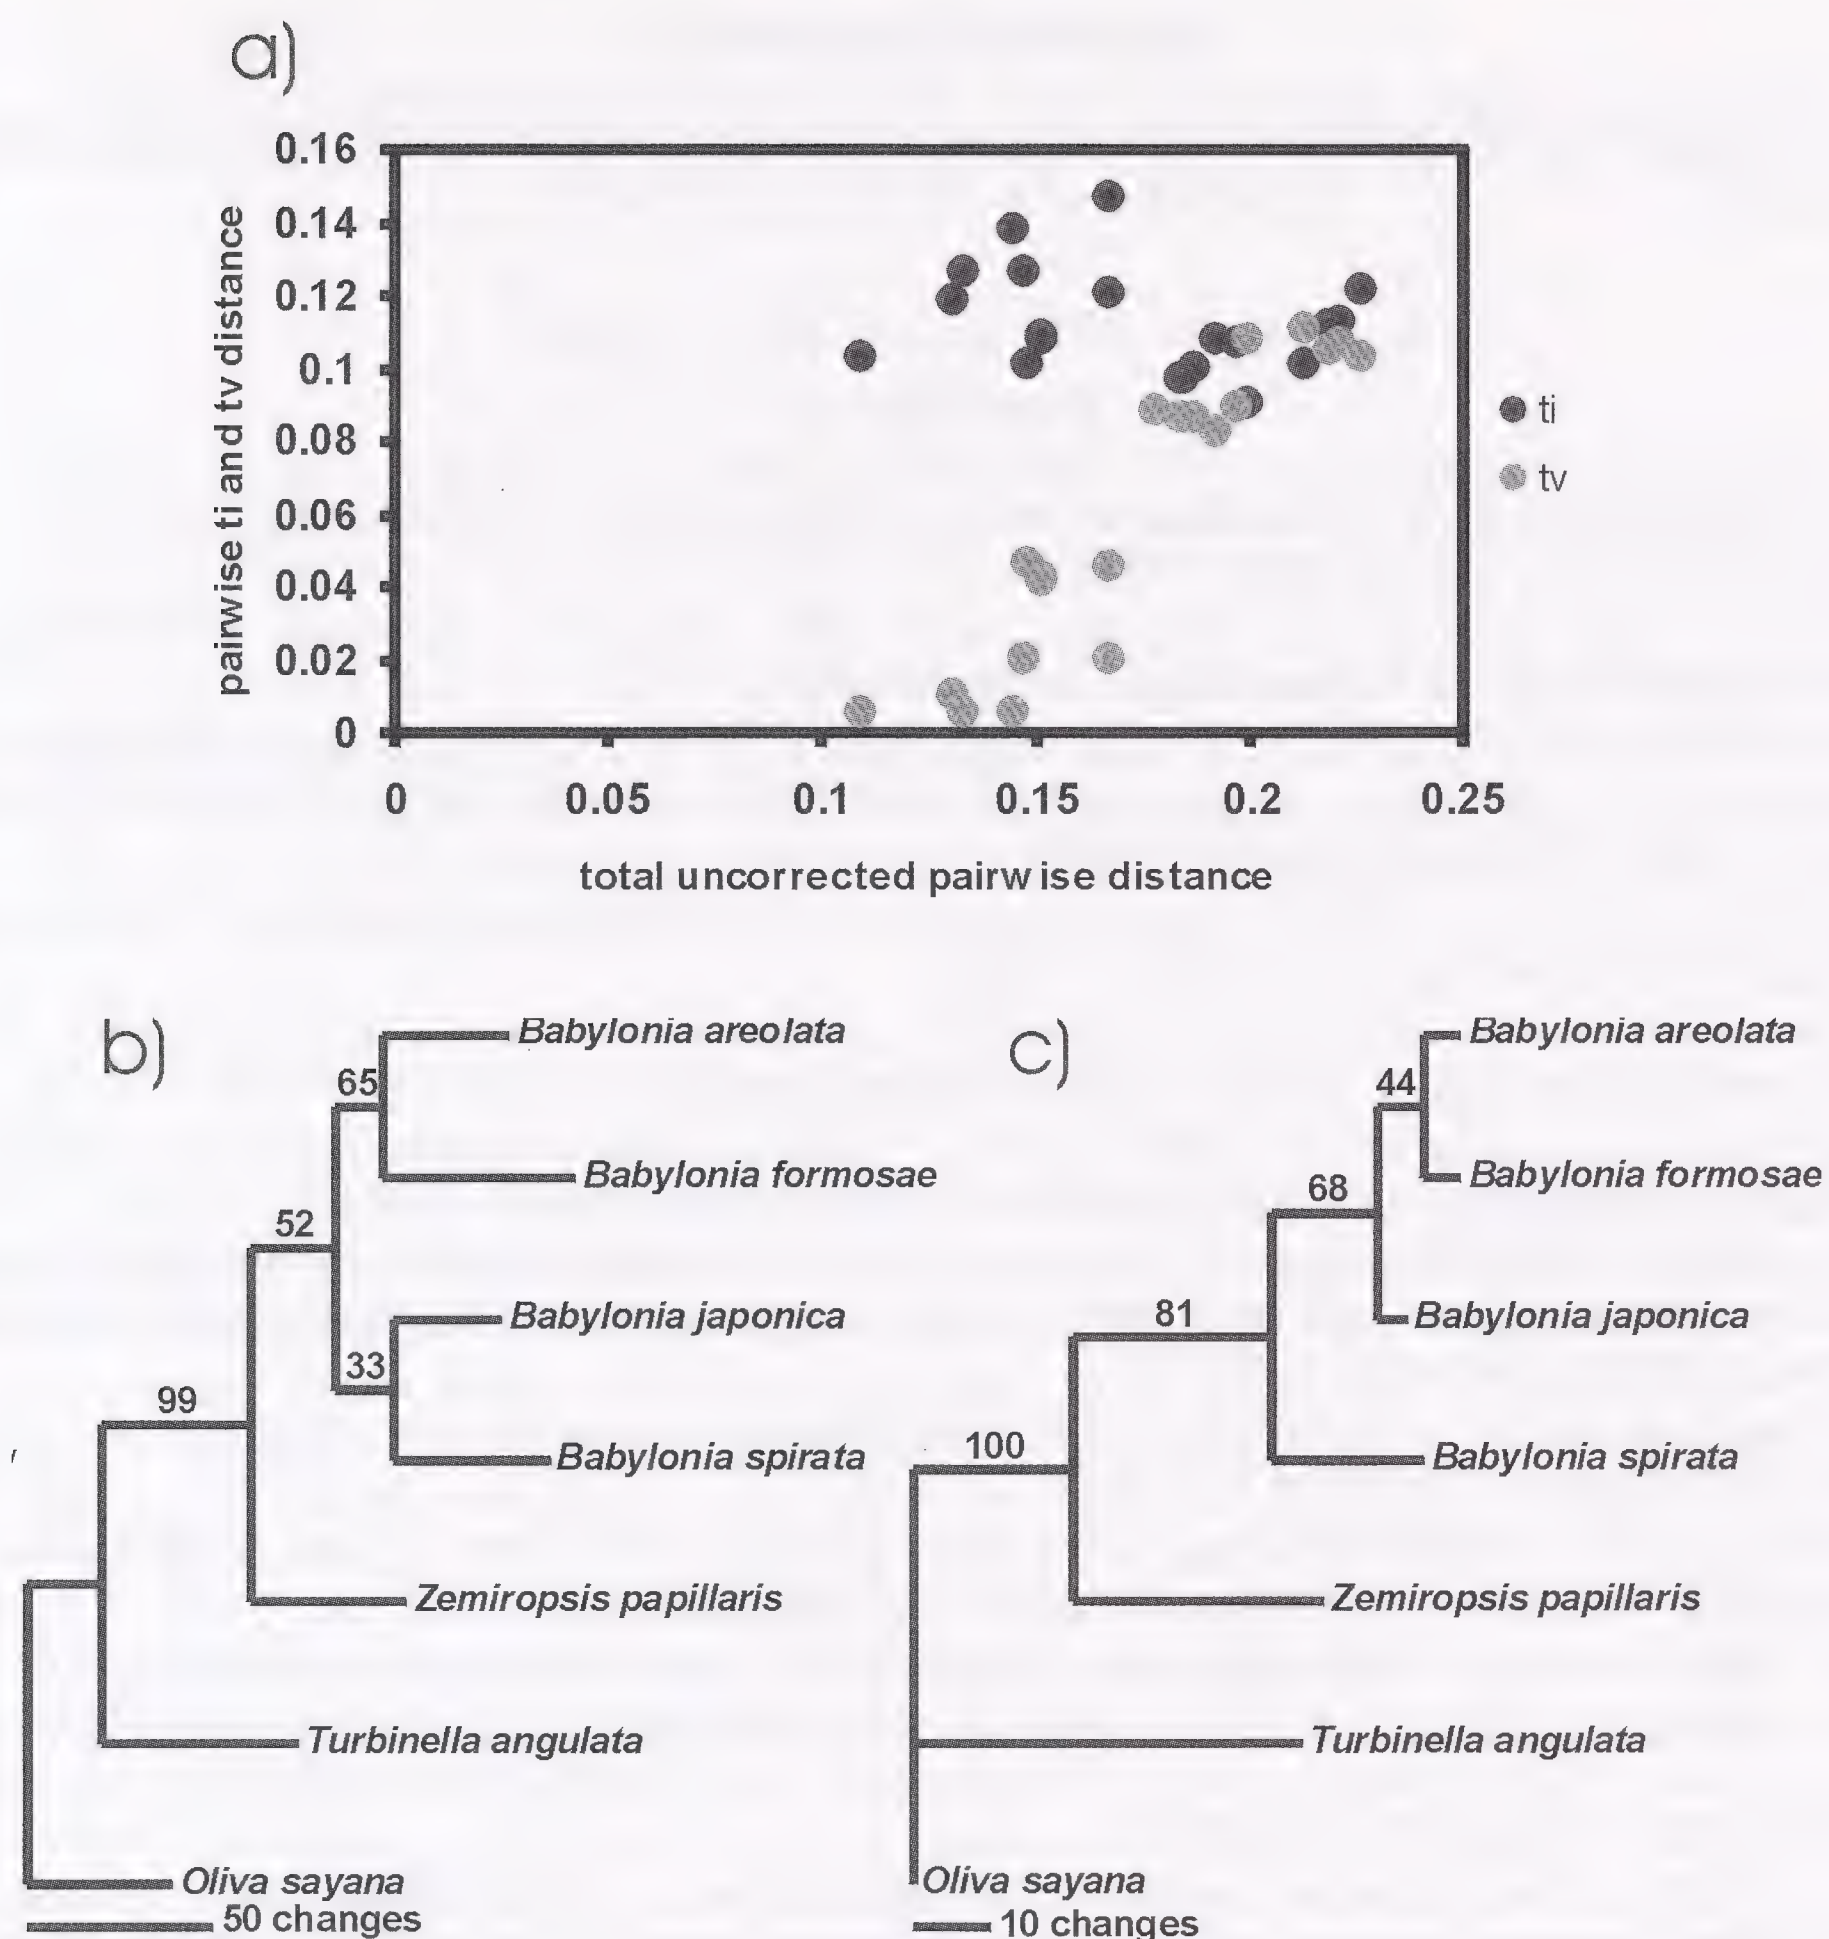 a)
0.16
0.14
0.12
0.1
0.08
0.06
0.04
0.02
0
pairwise ti and tv distance
0 0.05 0.1 0.15 0.2 0.25
total uncorrected pairwise distance
ti
tv
b)
Babylonia areolata
65
Babylonia formosae
52
Babylonia japonica
33
Babylonia spirata
99
Zemiropsis papillaris
Turbinella angulata
Oliva sayana
50 changes
c)
Babylonia areolata
44
Babylonia formosae
68
Babylonia japonica
81
Babylonia spirata
100
Zemiropsis papillaris
Turbinella angulata
Oliva sayana
10 changes